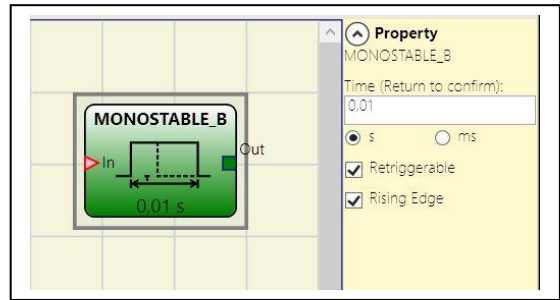 MONOSTABLE_B
In
Out
T
0,01 s
Property
MONOSTABLE_B
Time (Return to confirm):
0,01
s
ms
Retriggerable
Rising Edge